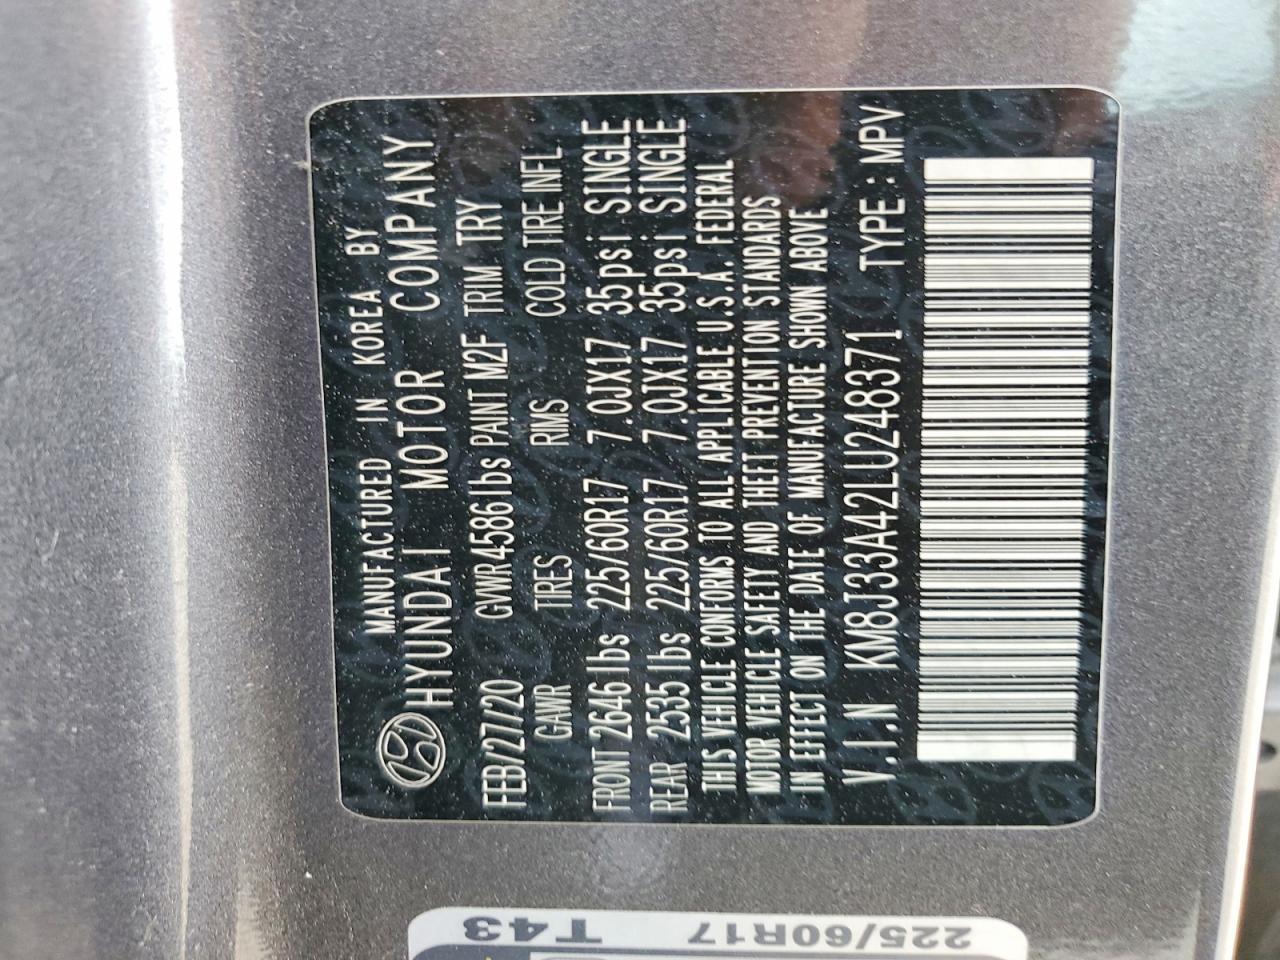 MANUFACTURED IN KOREA BY
HYUNDAI MOTOR COMPANY
FEB/27/20 GVWR 4586 lbs PAINT M2F TRIM TRY
GAWR TIRES RIMS COLD TIRE INFL.
FRONT 2646 lbs 225/60R17 7.0JX17 35psi SINGLE
REAR 2535 lbs 225/60R17 7.0JX17 35psi SINGLE
THIS VEHICLE CONFORMS TO ALL APPLICABLE U.S.A. FEDERAL
MOTOR VEHICLE SAFETY AND THEFT PREVENTION STANDARDS
IN EFFECT ON THE DATE OF MANUFACTURE SHOWN ABOVE
V.I.N KM8J33A42LU248371 TYPE: MPV
225/60R17 T43